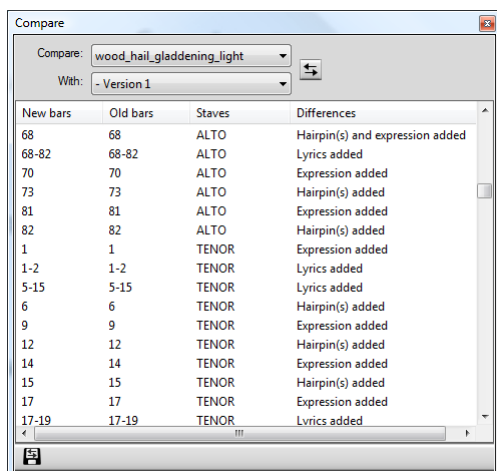 Compare
Compare: wood_hail_gladdening_light
With: - Version 1
New bars Old bars Staves Differences
68 68 ALTO Hairpin(s) and expression added
68-82 68-82 ALTO Lyrics added
70 70 ALTO Expression added
73 73 ALTO Hairpin(s) added
81 81 ALTO Expression added
82 82 ALTO Hairpin(s) added
1 1 TENOR Expression added
1-2 1-2 TENOR Lyrics added
5-15 5-15 TENOR Lyrics added
6 6 TENOR Hairpin(s) added
9 9 TENOR Expression added
12 12 TENOR Hairpin(s) added
14 14 TENOR Expression added
15 15 TENOR Hairpin(s) added
17 17 TENOR Expression added
17-19 17-19 TENOR Lyrics added